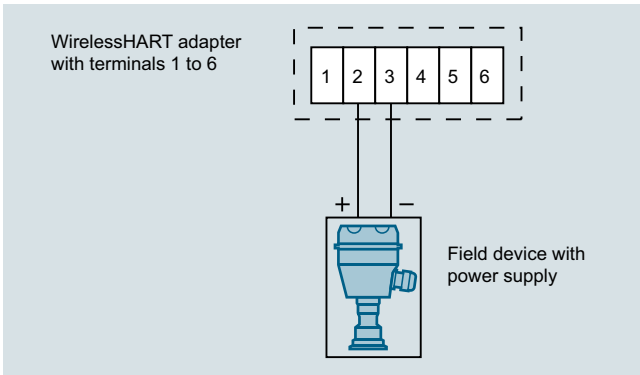 WirelessHART adapter
with terminals 1 to 6
1 2 3 4 5 6
+ −
Field device with
power supply